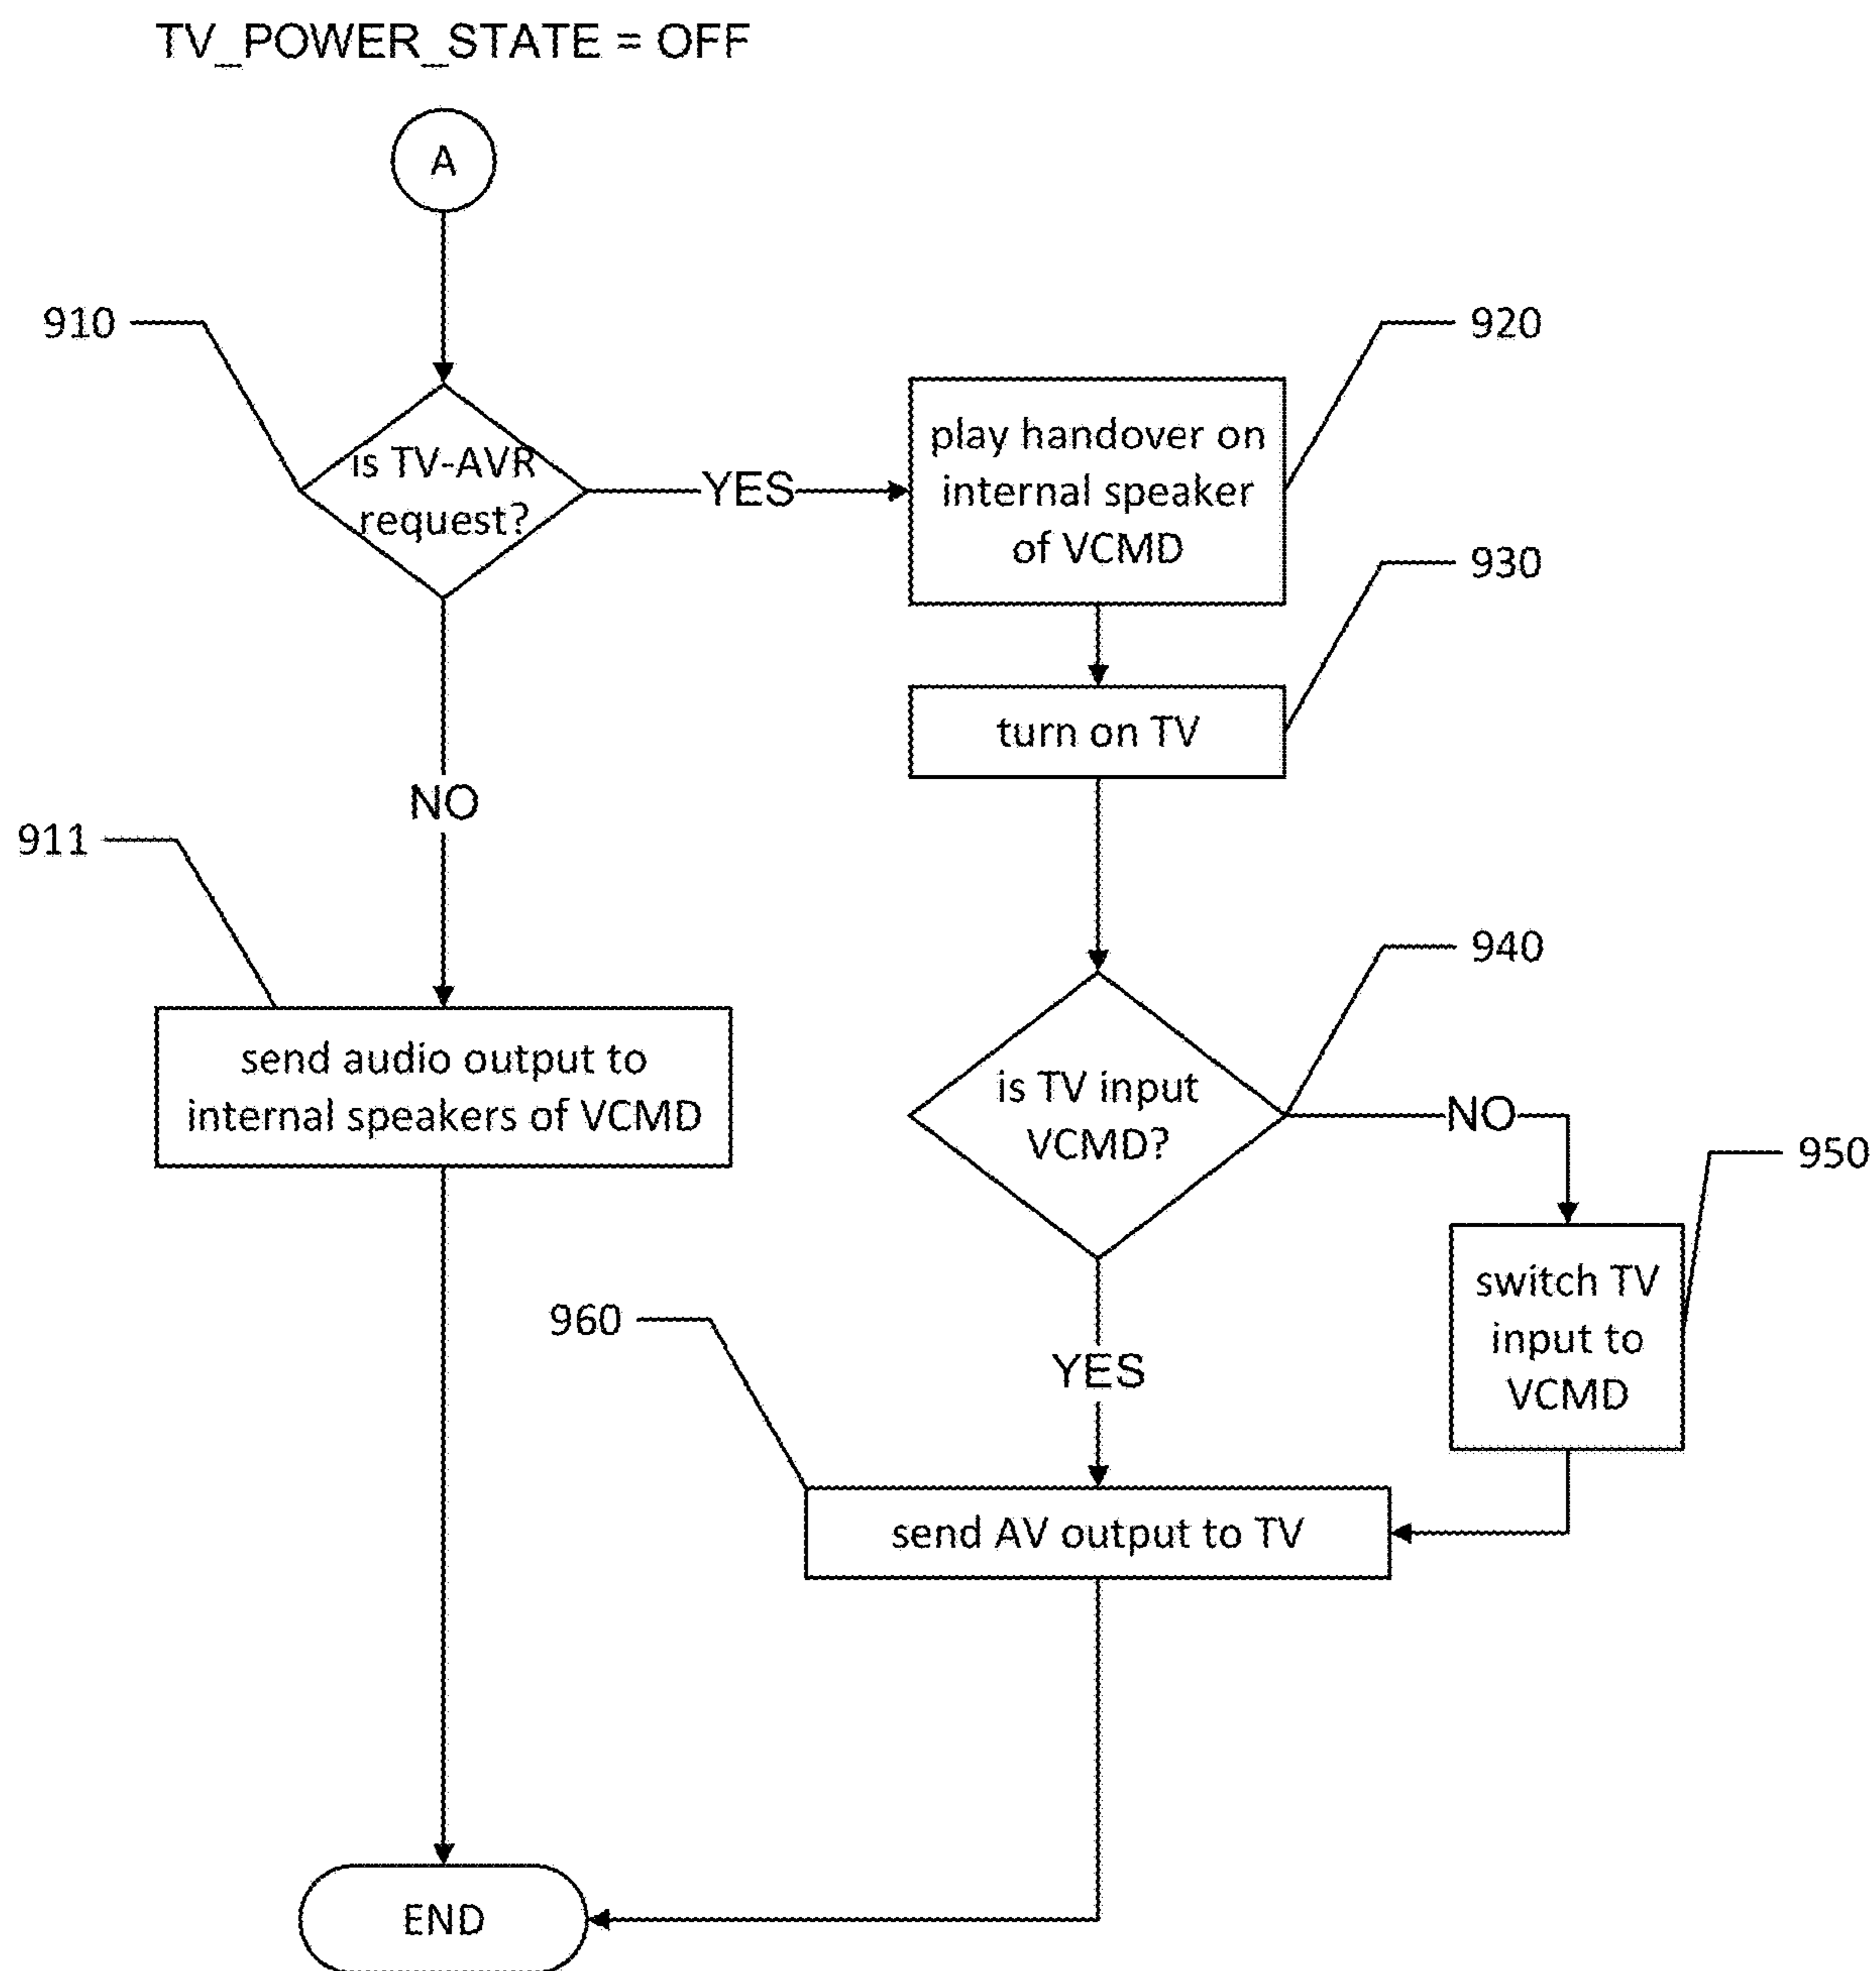 TV_POWER_STATE = OFF
A
910
is TV-AVR
request?
YES
920
play handover on
internal speaker
of VCMD
930
turn on TV
NO
911
send audio output to
internal speakers of VCMD
940
is TV input
VCMD?
NO
950
switch TV
input to
VCMD
YES
960
send AV output to TV
END